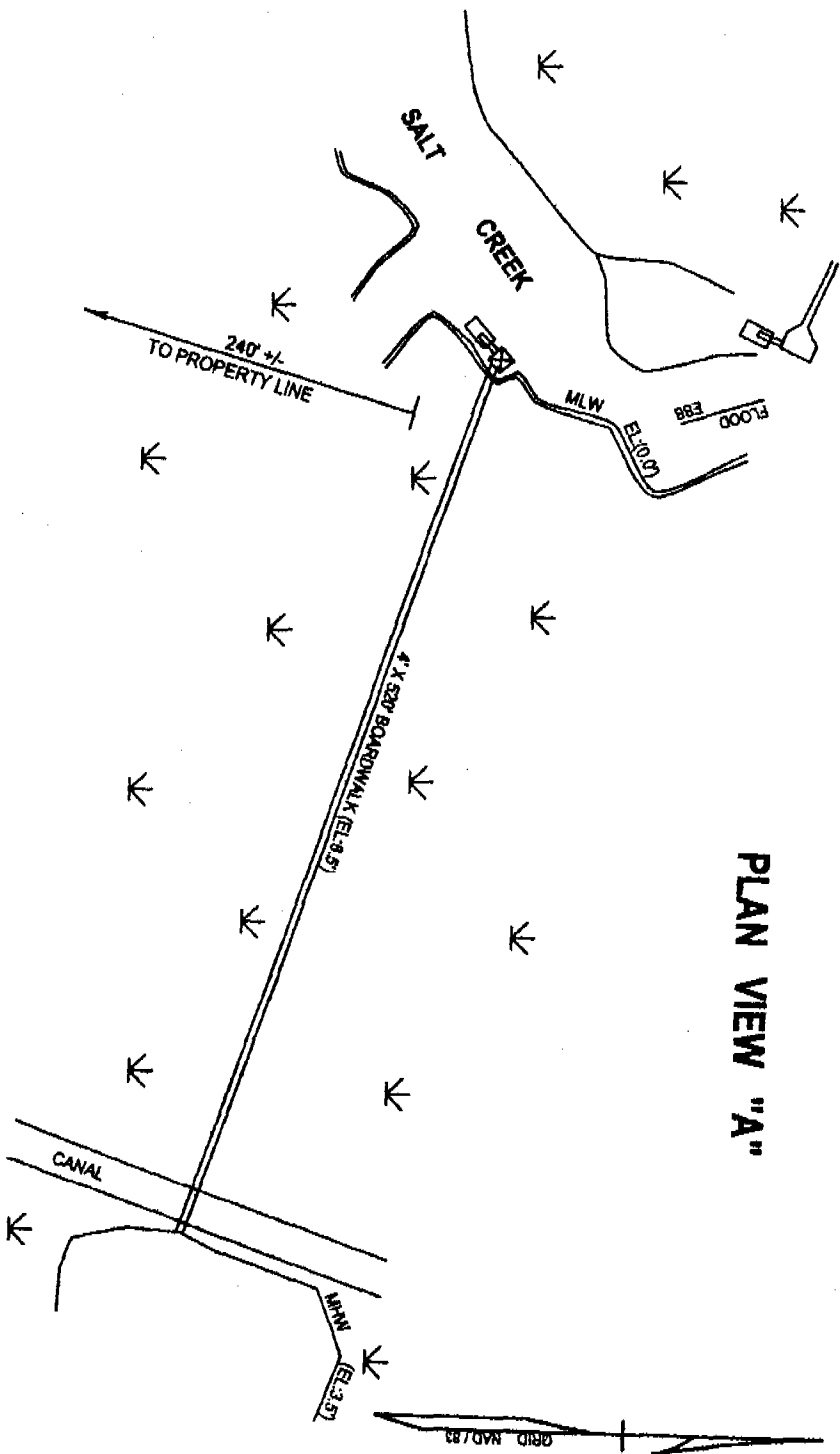 PLAN VIEW "A"
SALT
CREEK
240' +/-
TO PROPERTY LINE
MLW
EL:(0.0')
FLOOD
EBB
4' X 520' BOARDWALK (EL:8.5')
CANAL
MHW
(EL:3.5')
GRID NAD / 83